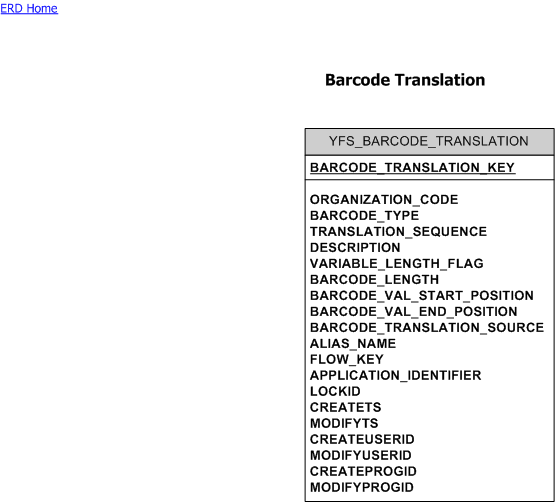 ERD Home
Barcode Translation
YFS_BARCODE_TRANSLATION
BARCODE_TRANSLATION_KEY
ORGANIZATION_CODE
BARCODE_TYPE
TRANSLATION_SEQUENCE
DESCRIPTION
VARIABLE_LENGTH_FLAG
BARCODE_LENGTH
BARCODE_VAL_START_POSITION
BARCODE_VAL_END_POSITION
BARCODE_TRANSLATION_SOURCE
ALIAS_NAME
FLOW_KEY
APPLICATION_IDENTIFIER
LOCKID
CREATETS
MODIFYTS
CREATEUSERID
MODIFYUSERID
CREATEPROGID
MODIFYPROGID